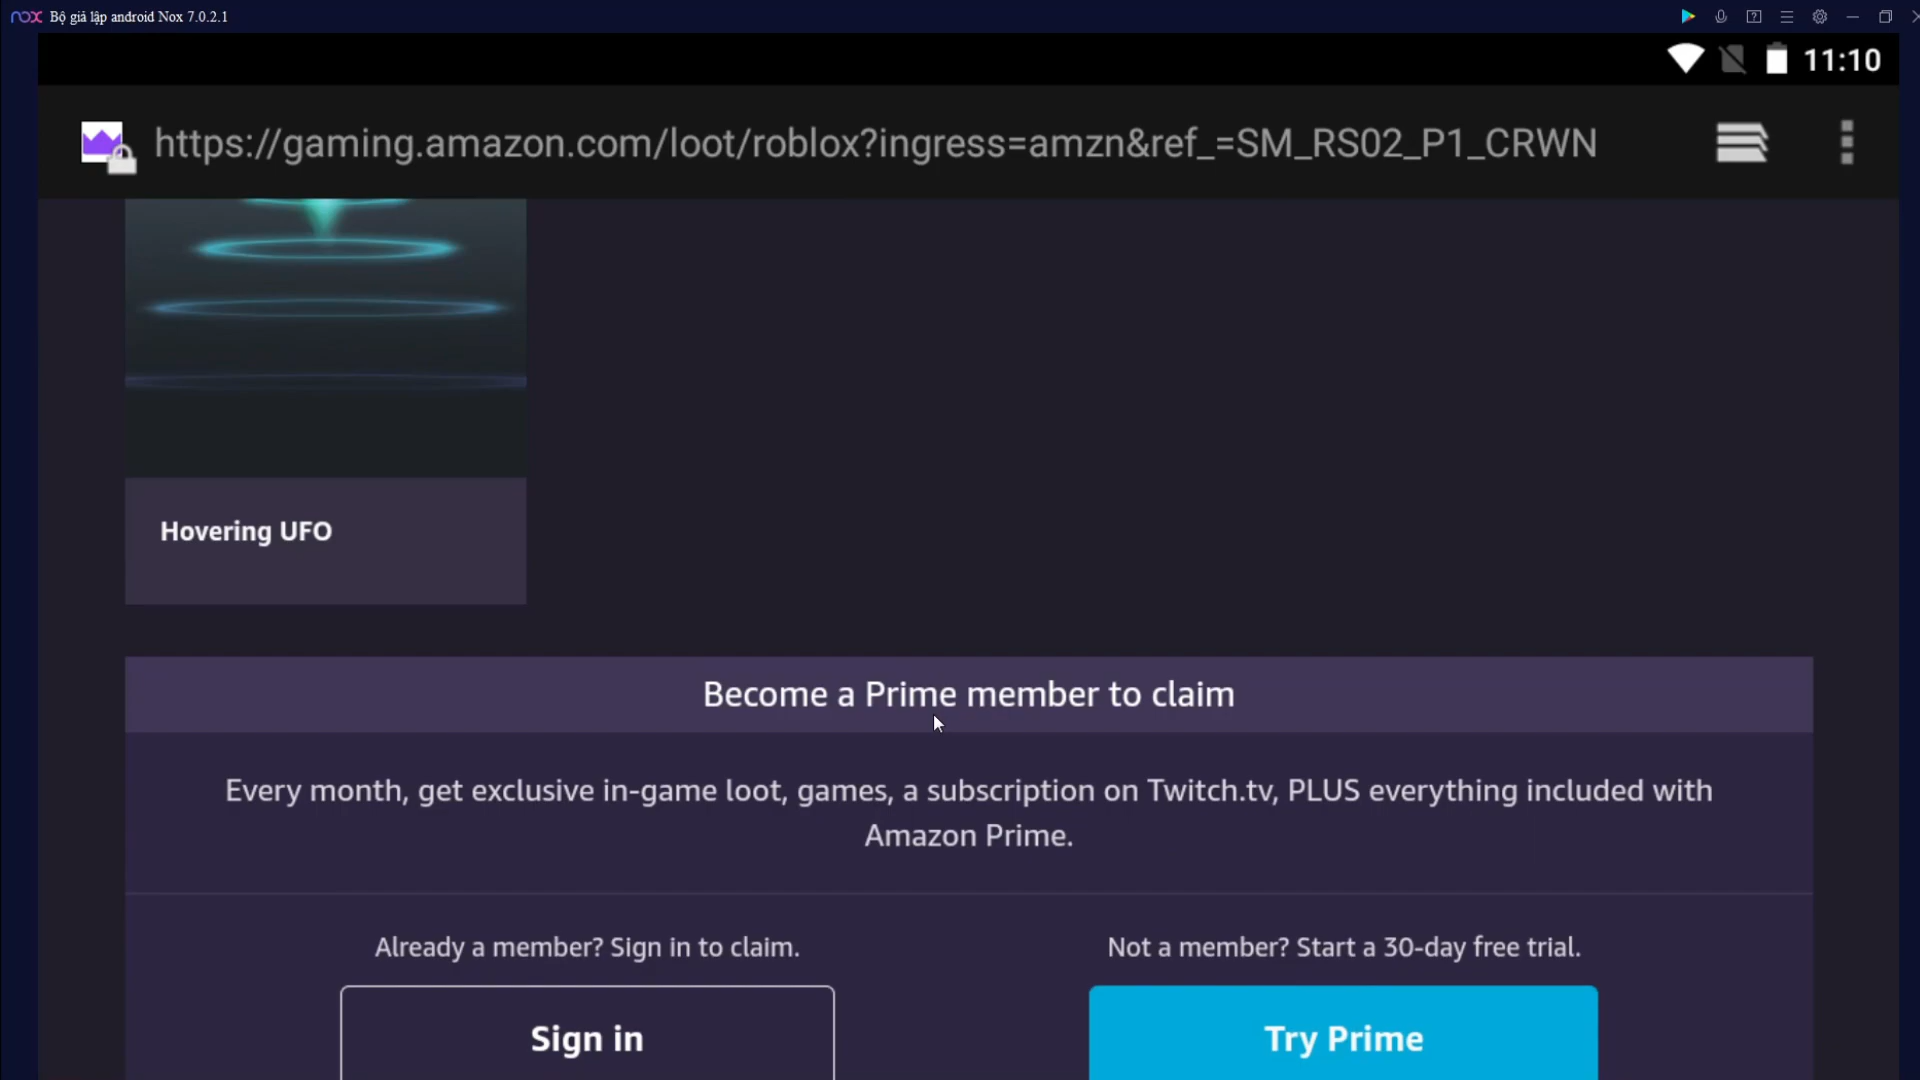 nox Bộ giả lập android Nox 7.0.2.1
11:10
https://gaming.amazon.com/loot/roblox?ingress=amzn&ref_=SM_RS02_P1_CRWN
Hovering UFO
Become a Prime member to claim
Every month, get exclusive in-game loot, games, a subscription on Twitch.tv, PLUS everything included with
Amazon Prime.
Already a member? Sign in to claim.
Not a member? Start a 30-day free trial.
Sign in
Try Prime